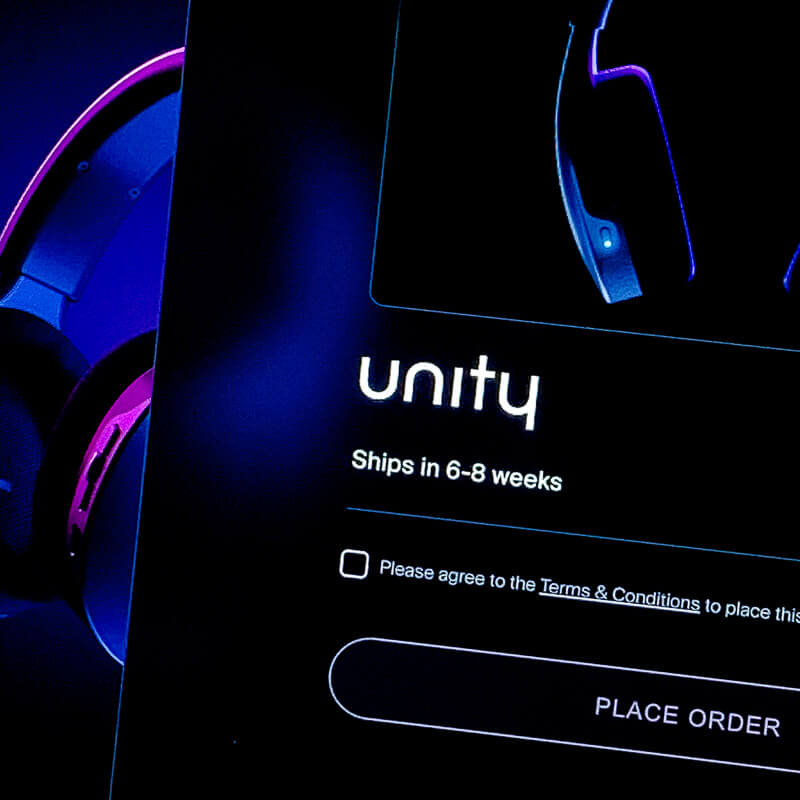 unity
Ships in 6-8 weeks
Please agree to the Terms & Conditions to place this
PLACE ORDER